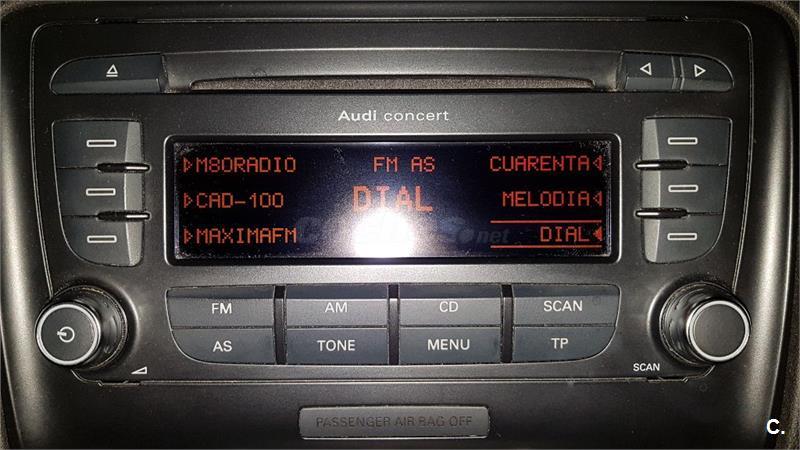 Audi concert
M80RADIO FM AS CUARENTA
CAD-100 DIAL MELODIA
MAXIMAFM DIAL
FM AM CD SCAN
AS TONE MENU TP
SCAN
PASSENGER AIR BAG OFF
C.